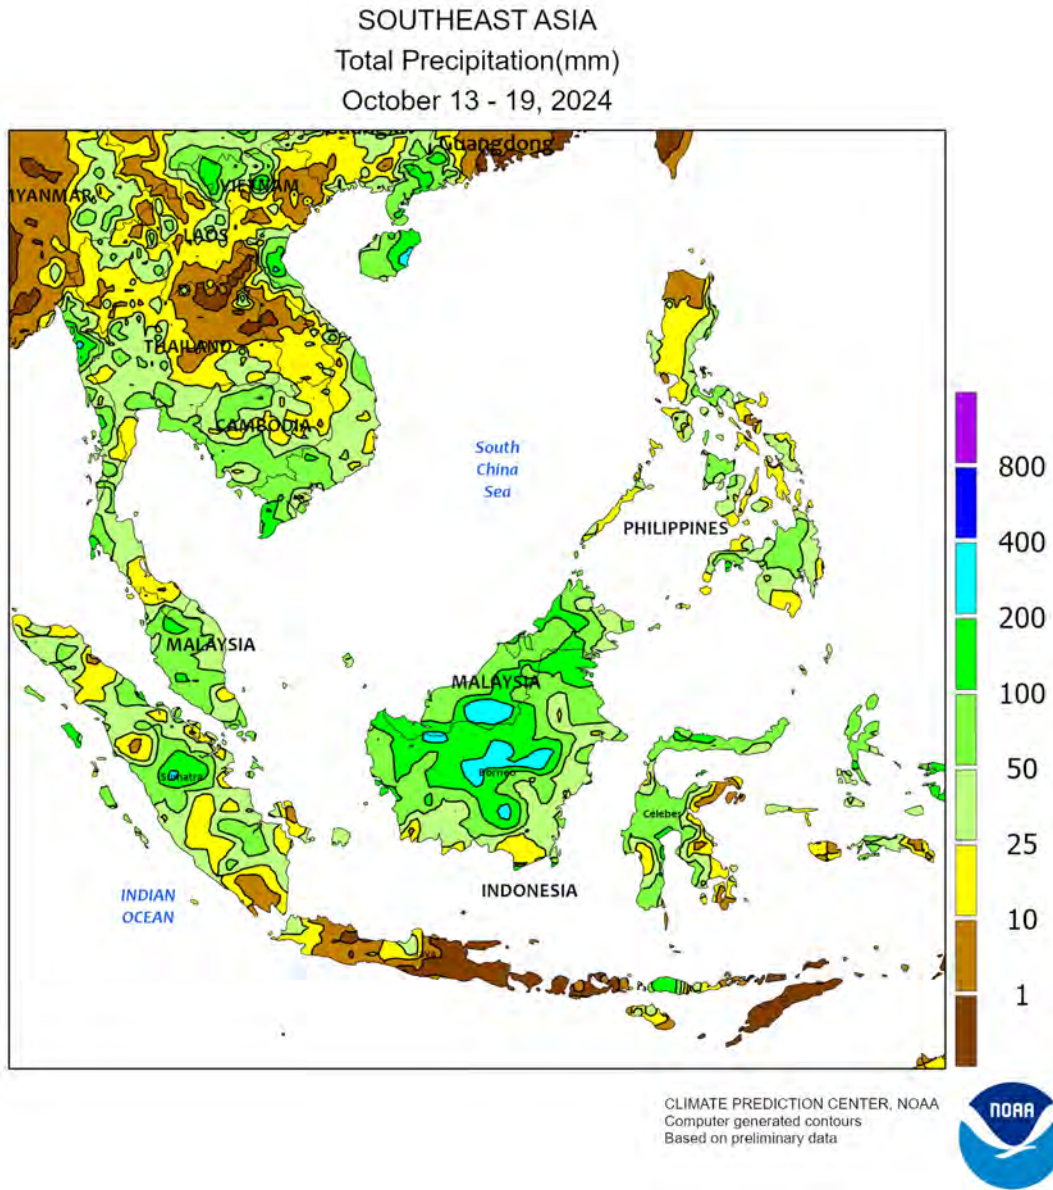 SOUTHEAST ASIA
Total Precipitation(mm)
October 13 - 19, 2024
Guangdong
MYANMAR
VIETNAM
LAOS
THAILAND
CAMBODIA
South
China
Sea
PHILIPPINES
MALAYSIA
MALAYSIA
Borneo
Sumatra
Celebes
INDONESIA
INDIAN
OCEAN
800
400
200
100
50
25
10
1
CLIMATE PREDICTION CENTER, NOAA
Computer generated contours
Based on preliminary data
NOAA